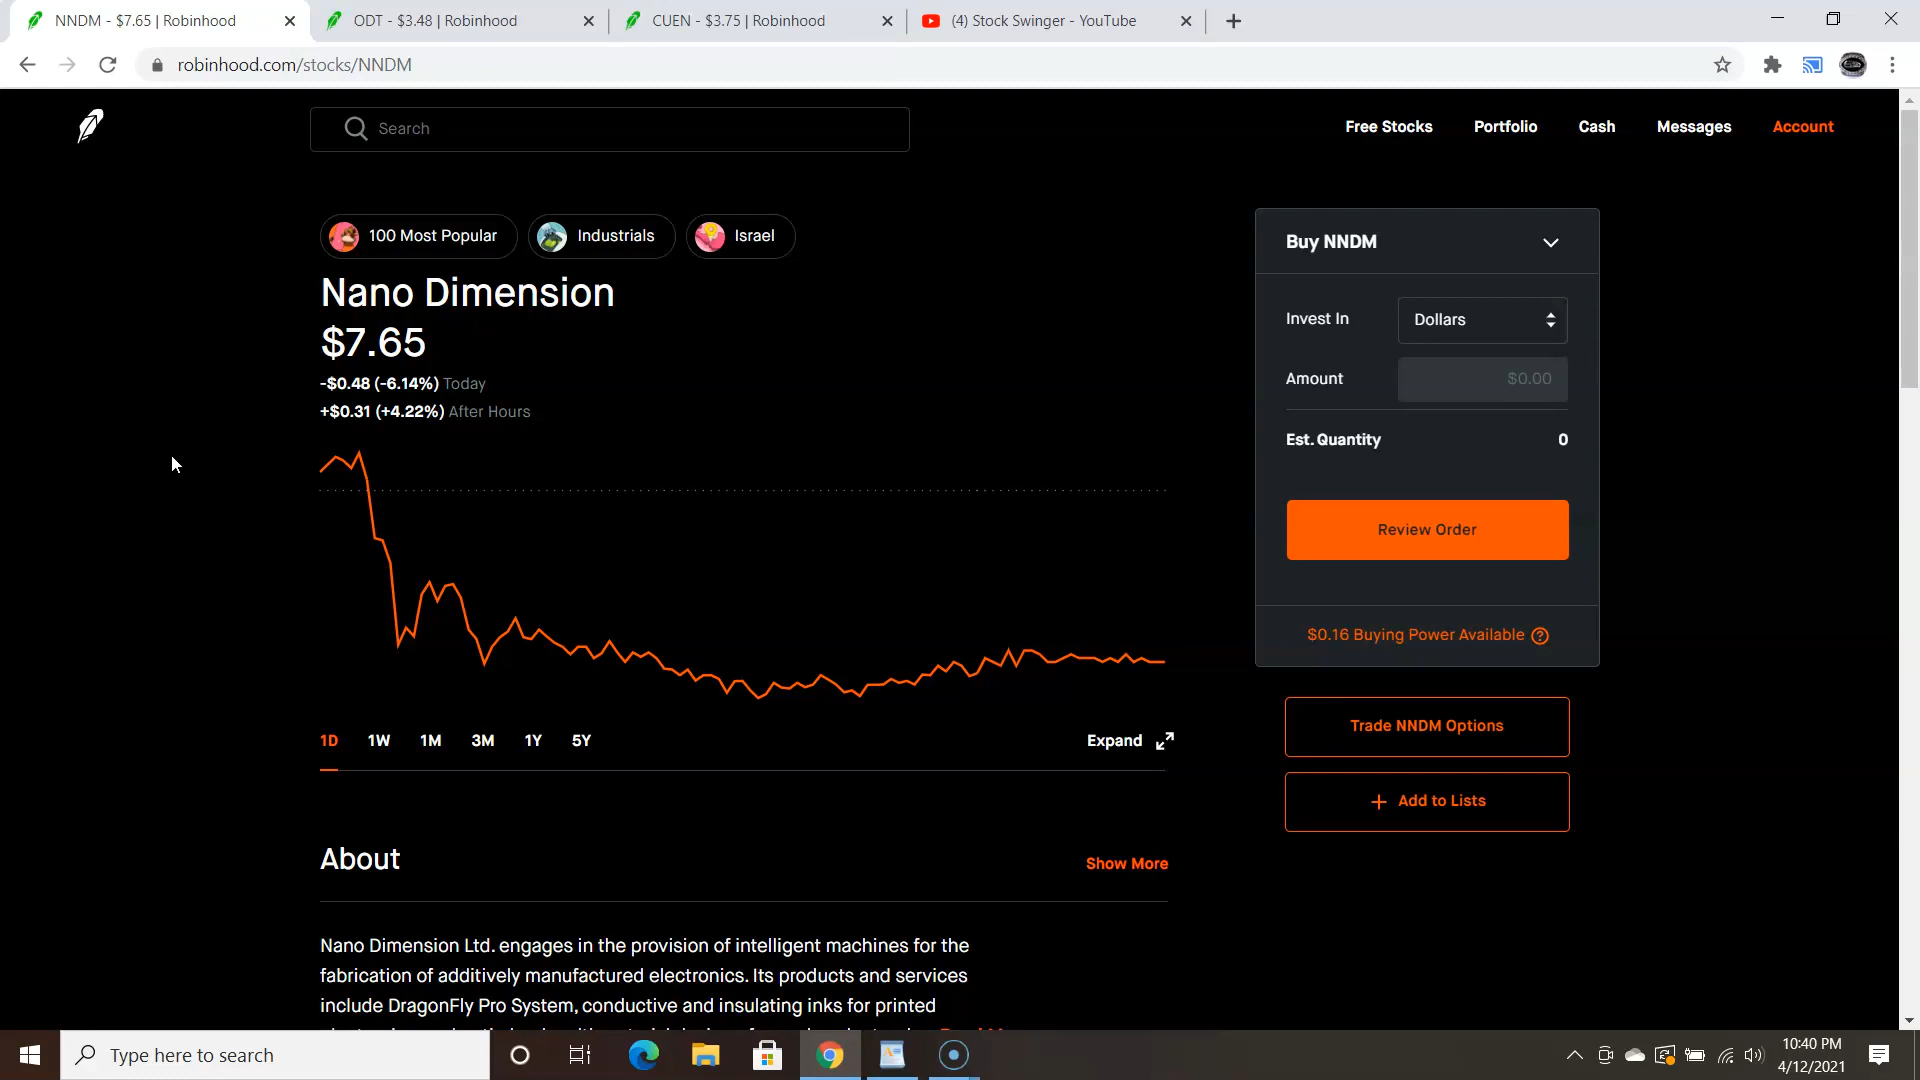 NNDM - $7.65 | Robinhood
ODT - $3.48 | Robinhood
CUEN - $3.75 | Robinhood
(4) Stock Swinger - YouTube
robinhood.com/stocks/NNDM
Search
Free Stocks
Portfolio
Cash
Messages
Account
100 Most Popular
Industrials
Israel
Nano Dimension
$7.65
-$0.48 (-6.14%) Today
+$0.31 (+4.22%) After Hours
1D
1W
1M
3M
1Y
5Y
Expand
Buy NNDM
Invest In
Dollars
Amount
$0.00
Est. Quantity
0
Review Order
$0.16 Buying Power Available
Trade NNDM Options
Add to Lists
About
Show More
Nano Dimension Ltd. engages in the provision of intelligent machines for the
fabrication of additively manufactured electronics. Its products and services
include DragonFly Pro System, conductive and insulating inks for printed
Type here to search
10:40 PM
4/12/2021